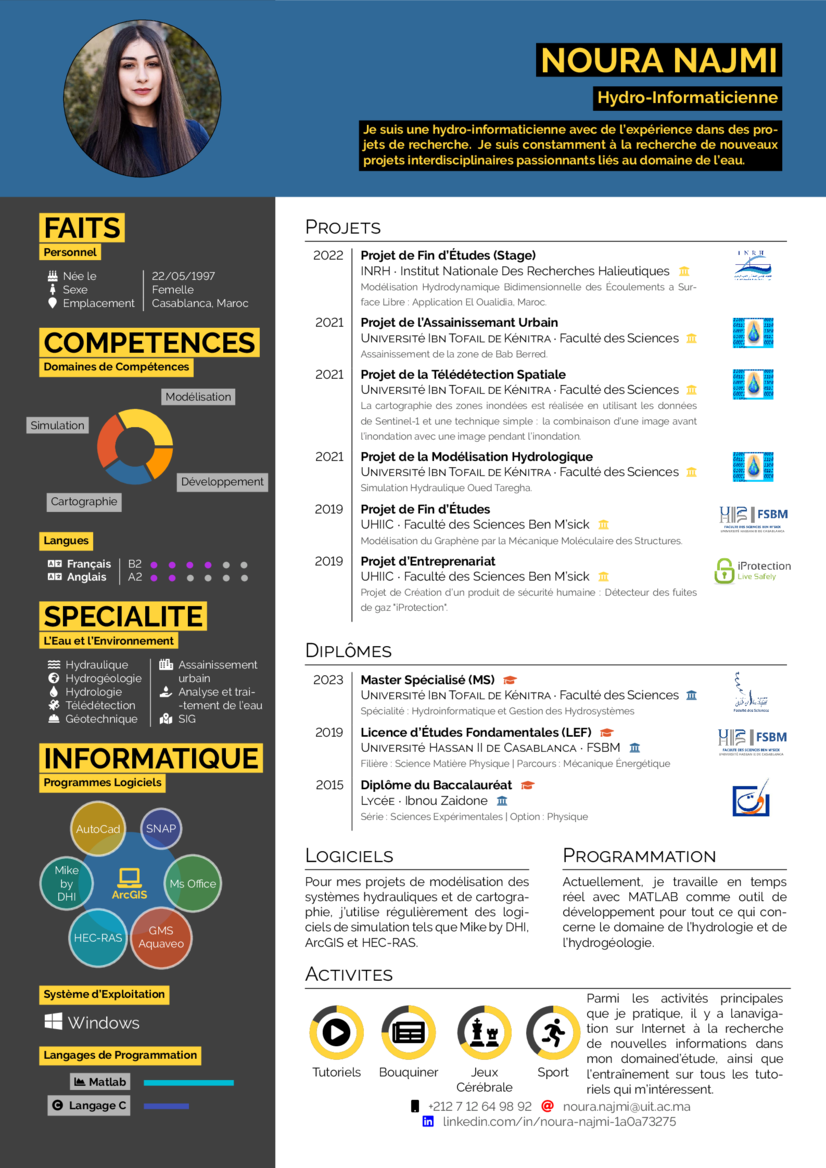 NOURA NAJMI
Hydro-Informaticienne
Je suis une hydro-informaticienne avec de l'expérience dans des pro-
jets de recherche. Je suis constamment à la recherche de nouveaux
projets interdisciplinaires passionnants liés au domaine de l'eau.
FAITS
Personnel
Née le 22/05/1997
Sexe Femelle
Emplacement Casablanca, Maroc
COMPETENCES
Domaines de Compétences
Modélisation
Simulation
Développement
Cartographie
Langues
Français B2
Anglais A2
SPECIALITE
L'Eau et l'Environnement
Hydraulique
Hydrogéologie
Hydrologie
Télédétection
Géotechnique
Assainissement
urbain
Analyse et trai-
-tement de l'eau
SIG
INFORMATIQUE
Programmes Logiciels
AutoCad
SNAP
Mike
by
DHI
ArcGIS
Ms Office
HEC-RAS
GMS
Aquaveo
Système d'Exploitation
Windows
Langages de Programmation
Matlab
Langage C
PROJETS
2022 Projet de Fin d'Études (Stage)
INRH · Institut Nationale Des Recherches Halieutiques
Modélisation Hydrodynamique Bidimensionnelle des Écoulements a Sur-
face Libre : Application El Oualidia, Maroc.
INRH
2021 Projet de l'Assainissemant Urbain
UNIVERSITÉ IBN TOFAIL DE KÉNITRA · Faculté des Sciences
Assainissement de la zone de Bab Berred.
2021 Projet de la Télédétection Spatiale
UNIVERSITÉ IBN TOFAIL DE KÉNITRA · Faculté des Sciences
La cartographie des zones inondées est réalisée en utilisant les données
de Sentinel-1 et une technique simple : la combinaison d'une image avant
l'inondation avec une image pendant l'inondation.
2021 Projet de la Modélisation Hydrologique
UNIVERSITÉ IBN TOFAIL DE KÉNITRA · Faculté des Sciences
Simulation Hydraulique Oued Taregha.
2019 Projet de Fin d'Études
UHIIC · Faculté des Sciences Ben M'sick
Modélisation du Graphène par la Mécanique Moléculaire des Structures.
FSBM
2019 Projet d'Entreprenariat
UHIIC · Faculté des Sciences Ben M'sick
Projet de Création d'un produit de sécurité humaine : Détecteur des fuites
de gaz "iProtection".
iProtection
Live Safely
DIPLÔMES
2023 Master Spécialisé (MS)
UNIVERSITÉ IBN TOFAIL DE KÉNITRA · Faculté des Sciences
Spécialité : Hydroinformatique et Gestion des Hydrosystèmes
2019 Licence d'Études Fondamentales (LEF)
UNIVERSITÉ HASSAN II DE CASABLANCA · FSBM
Filière : Science Matière Physique | Parcours : Mécanique Énergétique
FSBM
2015 Diplôme du Baccalauréat
LYCÉE · Ibnou Zaidone
Série : Sciences Expérimentales | Option : Physique
LOGICIELS
Pour mes projets de modélisation des
systèmes hydrauliques et de cartogra-
phie, j'utilise régulièrement des logi-
ciels de simulation tels que Mike by DHI,
ArcGIS et HEC-RAS.
PROGRAMMATION
Actuellement, je travaille en temps
réel avec MATLAB comme outil de
développement pour tout ce qui con-
cerne le domaine de l'hydrologie et de
l'hydrogéologie.
ACTIVITES
Tutoriels
Bouquiner
Jeux
Cérébrale
Sport
Parmi les activités principales
que je pratique, il y a lanaviga-
tion sur Internet à la recherche
de nouvelles informations dans
mon domained'étude, ainsi que
l'entraînement sur tous les tuto-
riels qui m'intéressent.
+212 7 12 64 98 92 noura.najmi@uit.ac.ma
linkedin.com/in/noura-najmi-1a0a73275